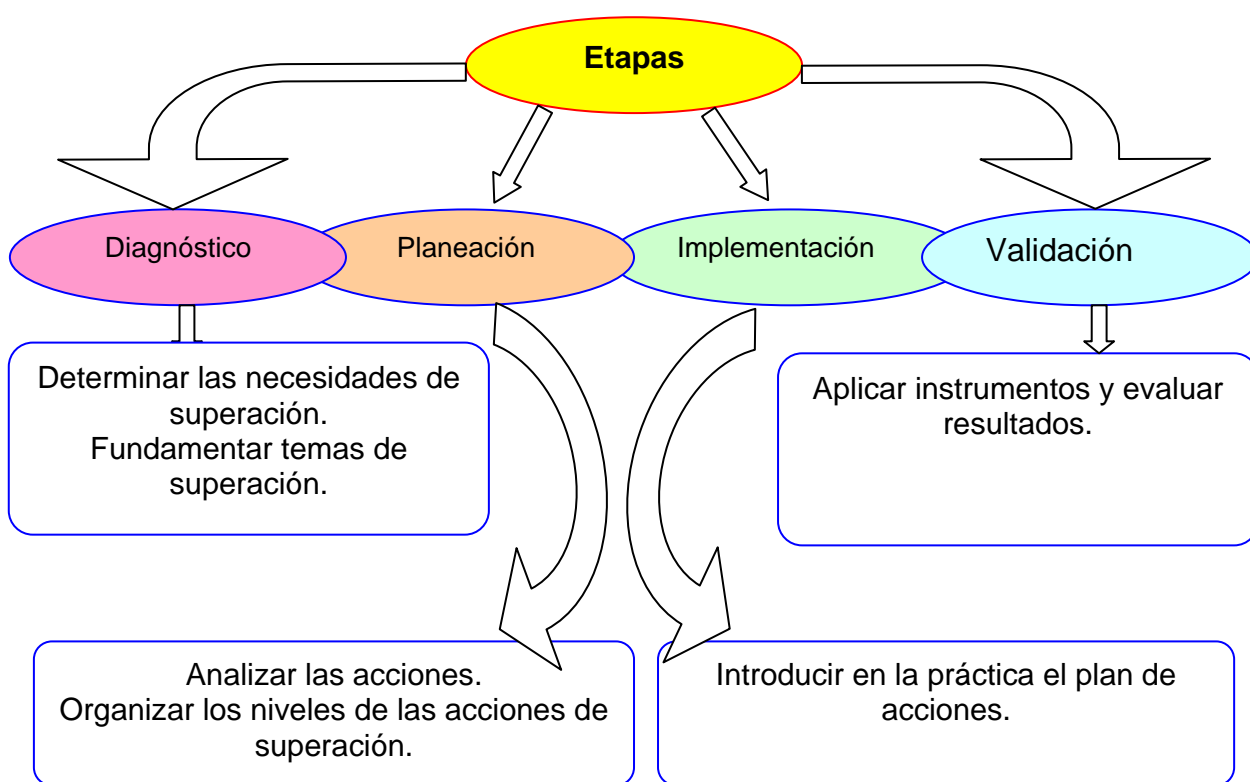 Etapas
Diagnóstico
Planeación
Implementación
Validación
Determinar las necesidades de
superación.
Fundamentar temas de
superación.
Aplicar instrumentos y evaluar
resultados.
Analizar las acciones.
Organizar los niveles de las acciones de
superación.
Introducir en la práctica el plan de
acciones.